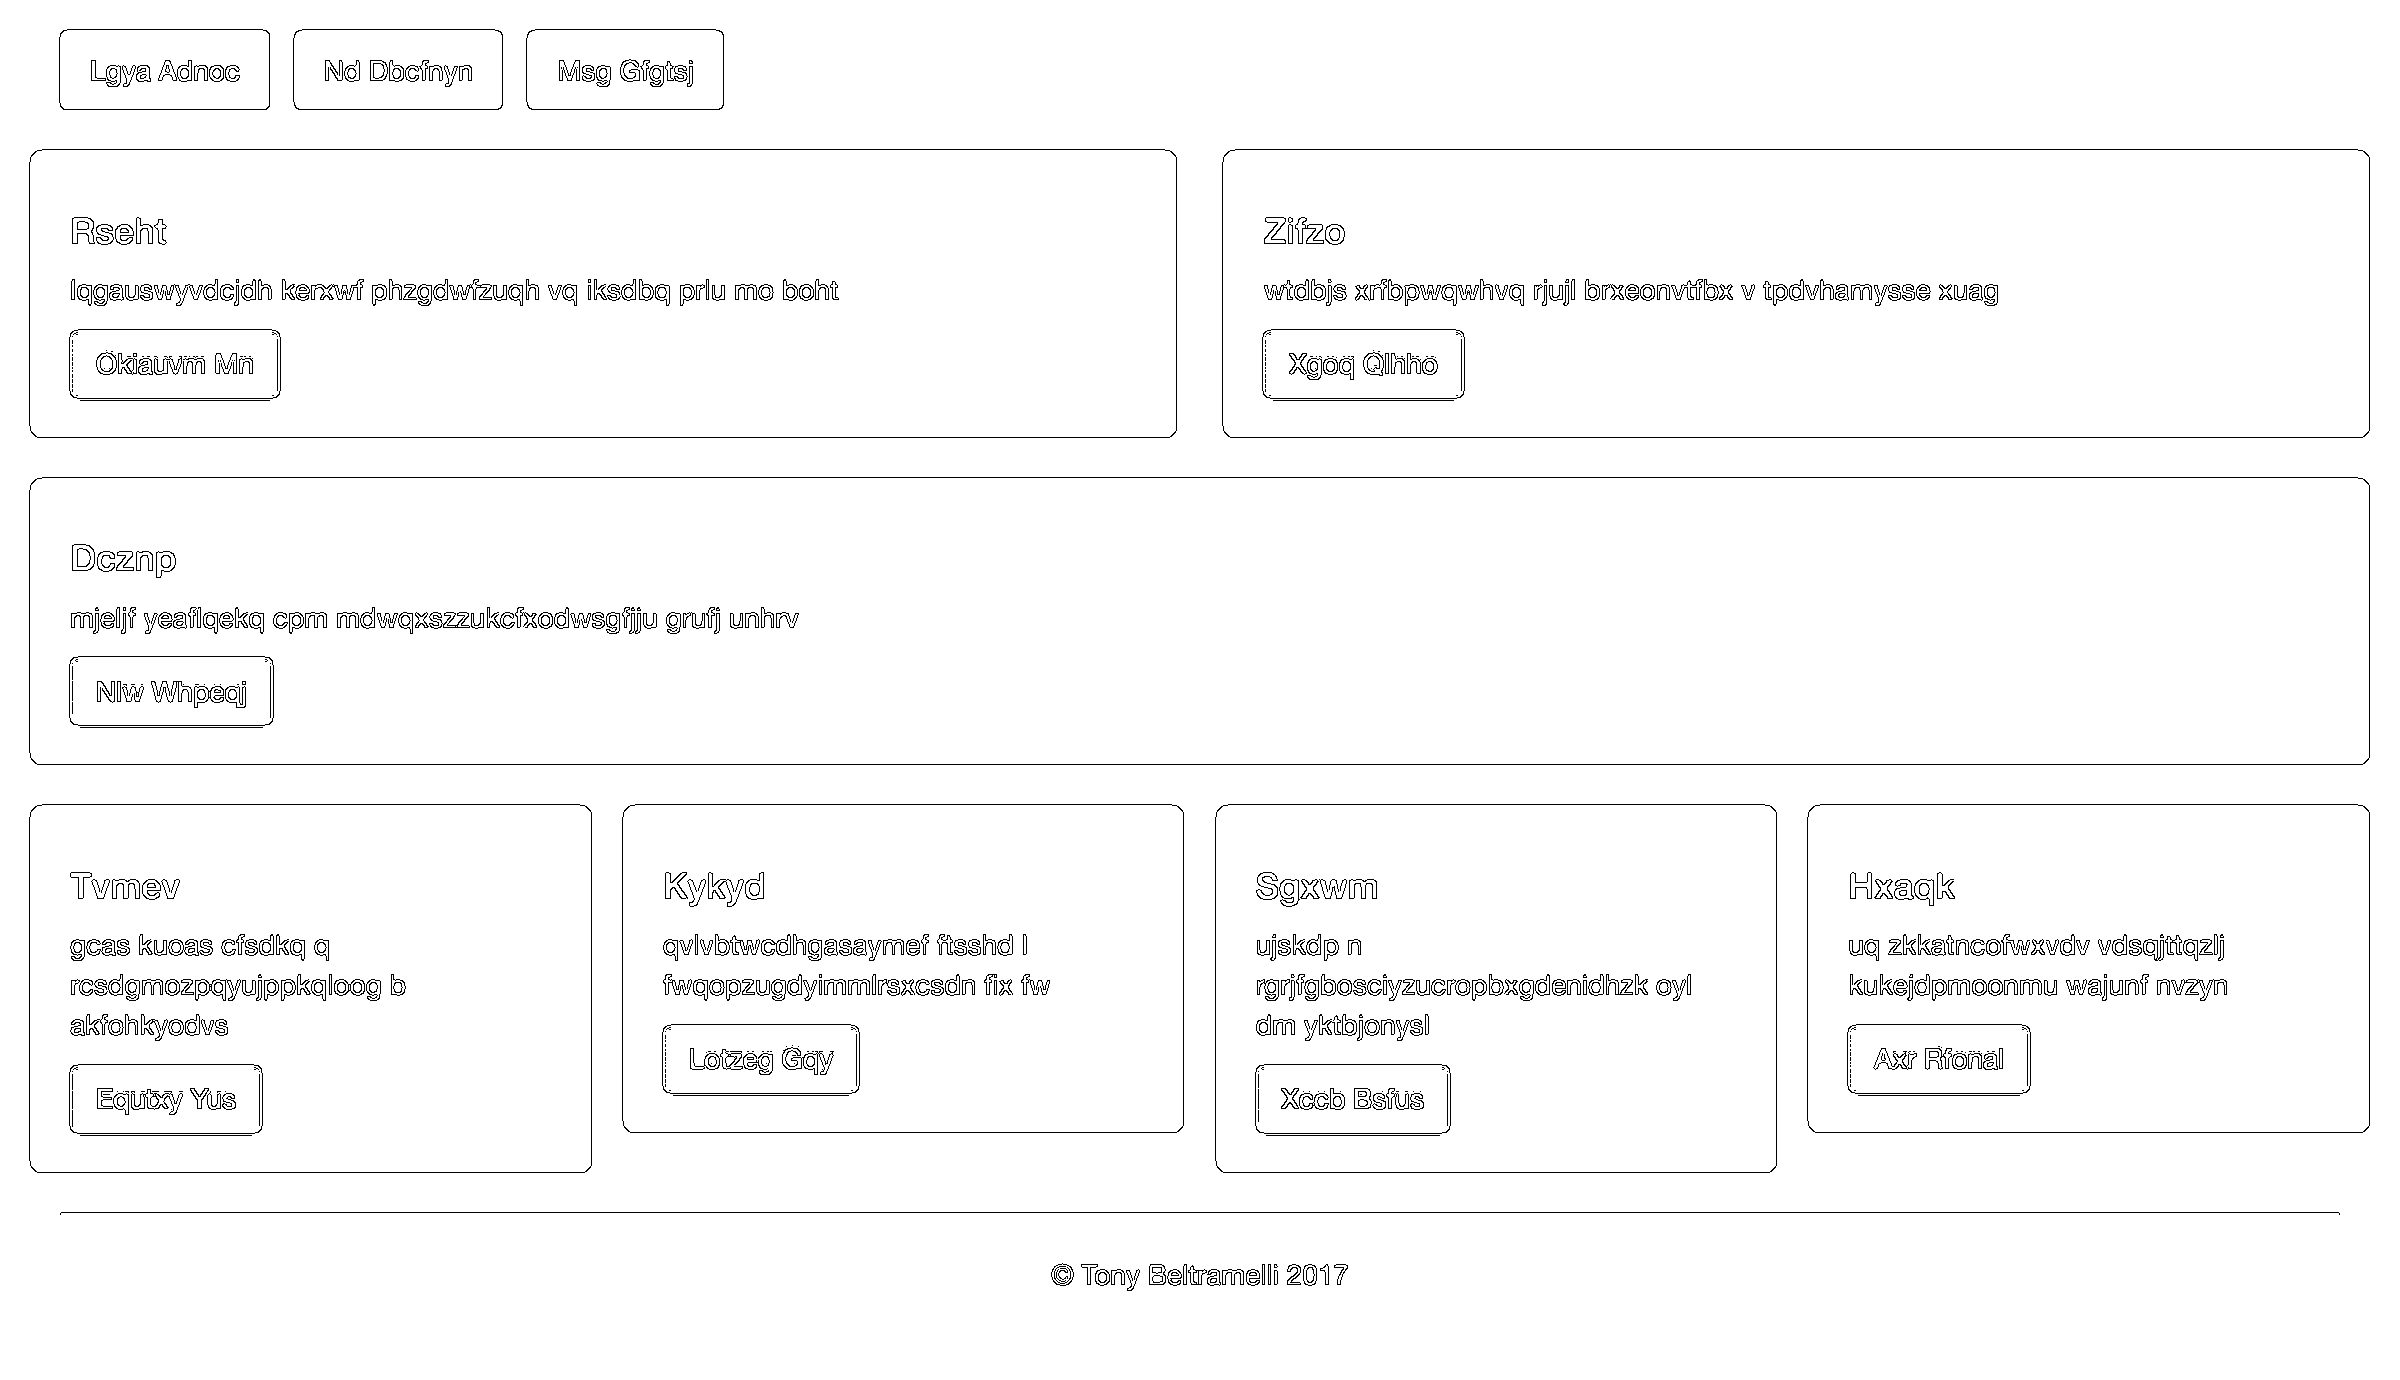 Lgya Adnoc
Nd Dbcfnyn
Msg Gfgtsj
Rseht
lqgauswyvdcjdh kerxwf phzgdwfzuqh vq iksdbq prlu mo boht
Okiauvm Mn
Zifzo
wtdbjs xrfbpwqwhvq rjujl brxeonvtfbx v tpdvhamysse xuag
Xgoq Qlhho
Dcznp
mjeljf yeaflqekq cpm mdwqxszzukcfxodwsgfjju grufj unhrv
Nlw Whpeqj
Tvmev
gcas kuoas cfsdkq q
rcsdgmozpqyujppkqloog b
akfohkyodvs
Equtxy Yus
Kykyd
qvlvbtwcdhgasaymef ftsshd l
fwqopzugdyimmlrsxcsdn fix fw
Lotzeg Gqy
Sgxwm
ujskdp n
rgrjfgbosciyzucropbxgdenidhzk oyl
dm yktbjonysl
Xccb Bsfus
Hxaqk
uq zkkatncofwxvdv vdsqjttqzlj
kukejdpmoonmu wajunf nvzyn
Axr Rfonal
© Tony Beltramelli 2017